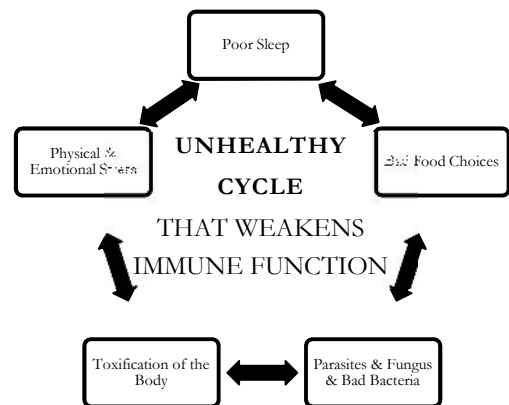 Poor Sleep
Physical &
Emotional Stress
UNHEALTHY
CYCLE
THAT WEAKENS
IMMUNE FUNCTION
Bad Food Choices
Toxification of the
Body
Parasites & Fungus
& Bad Bacteria